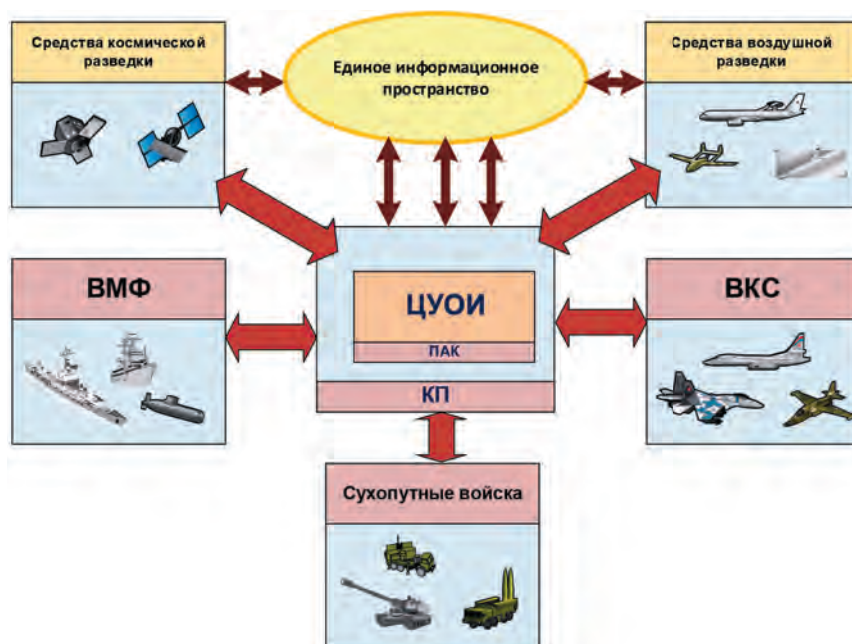 Средства космической
разведки
Единое информационное
пространство
Средства воздушной
разведки
ВМФ
ЦУОИ
ПАК
КП
ВКС
Сухопутные войска